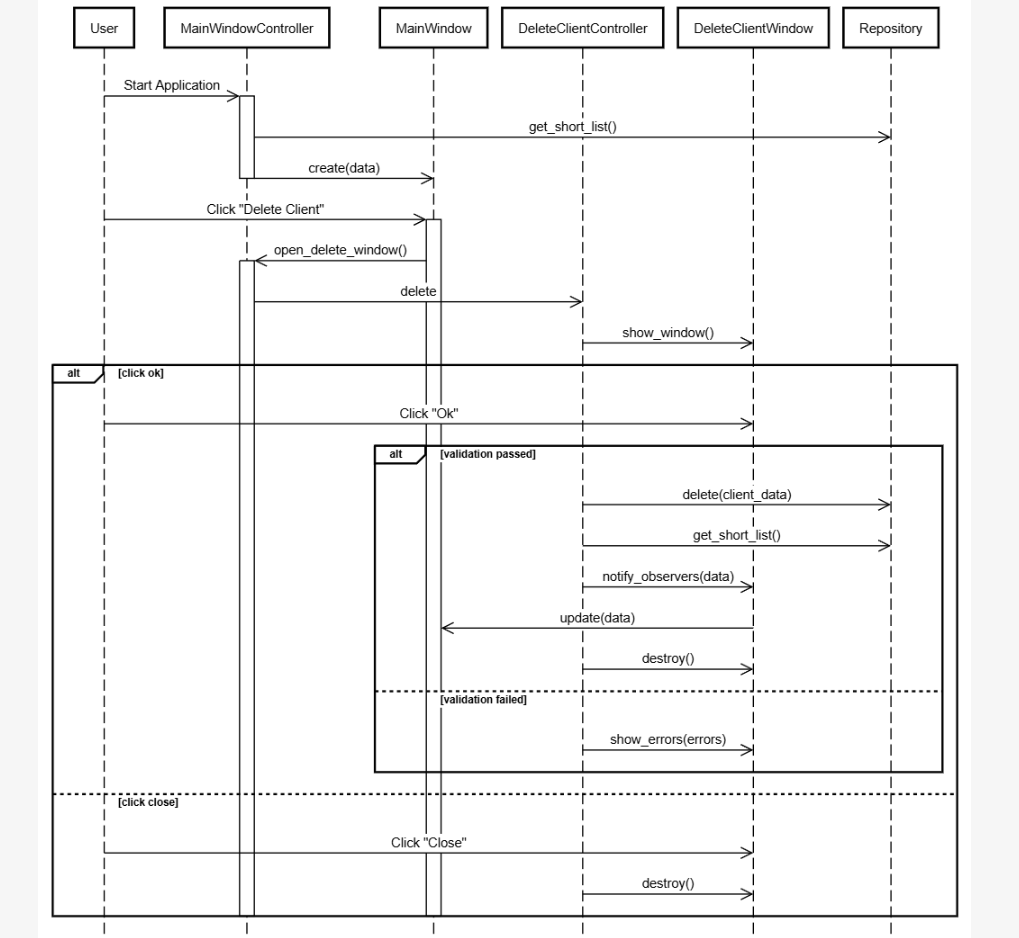 User
MainWindowController
MainWindow
DeleteClientController
DeleteClientWindow
Repository
Start Application
get_short_list()
create(data)
Click "Delete Client"
open_delete_window()
delete
show_window()
alt
[click ok]
Click "Ok"
alt
[validation passed]
delete(client_data)
get_short_list()
notify_observers(data)
update(data)
destroy()
[validation failed]
show_errors(errors)
[click close]
Click "Close"
destroy()